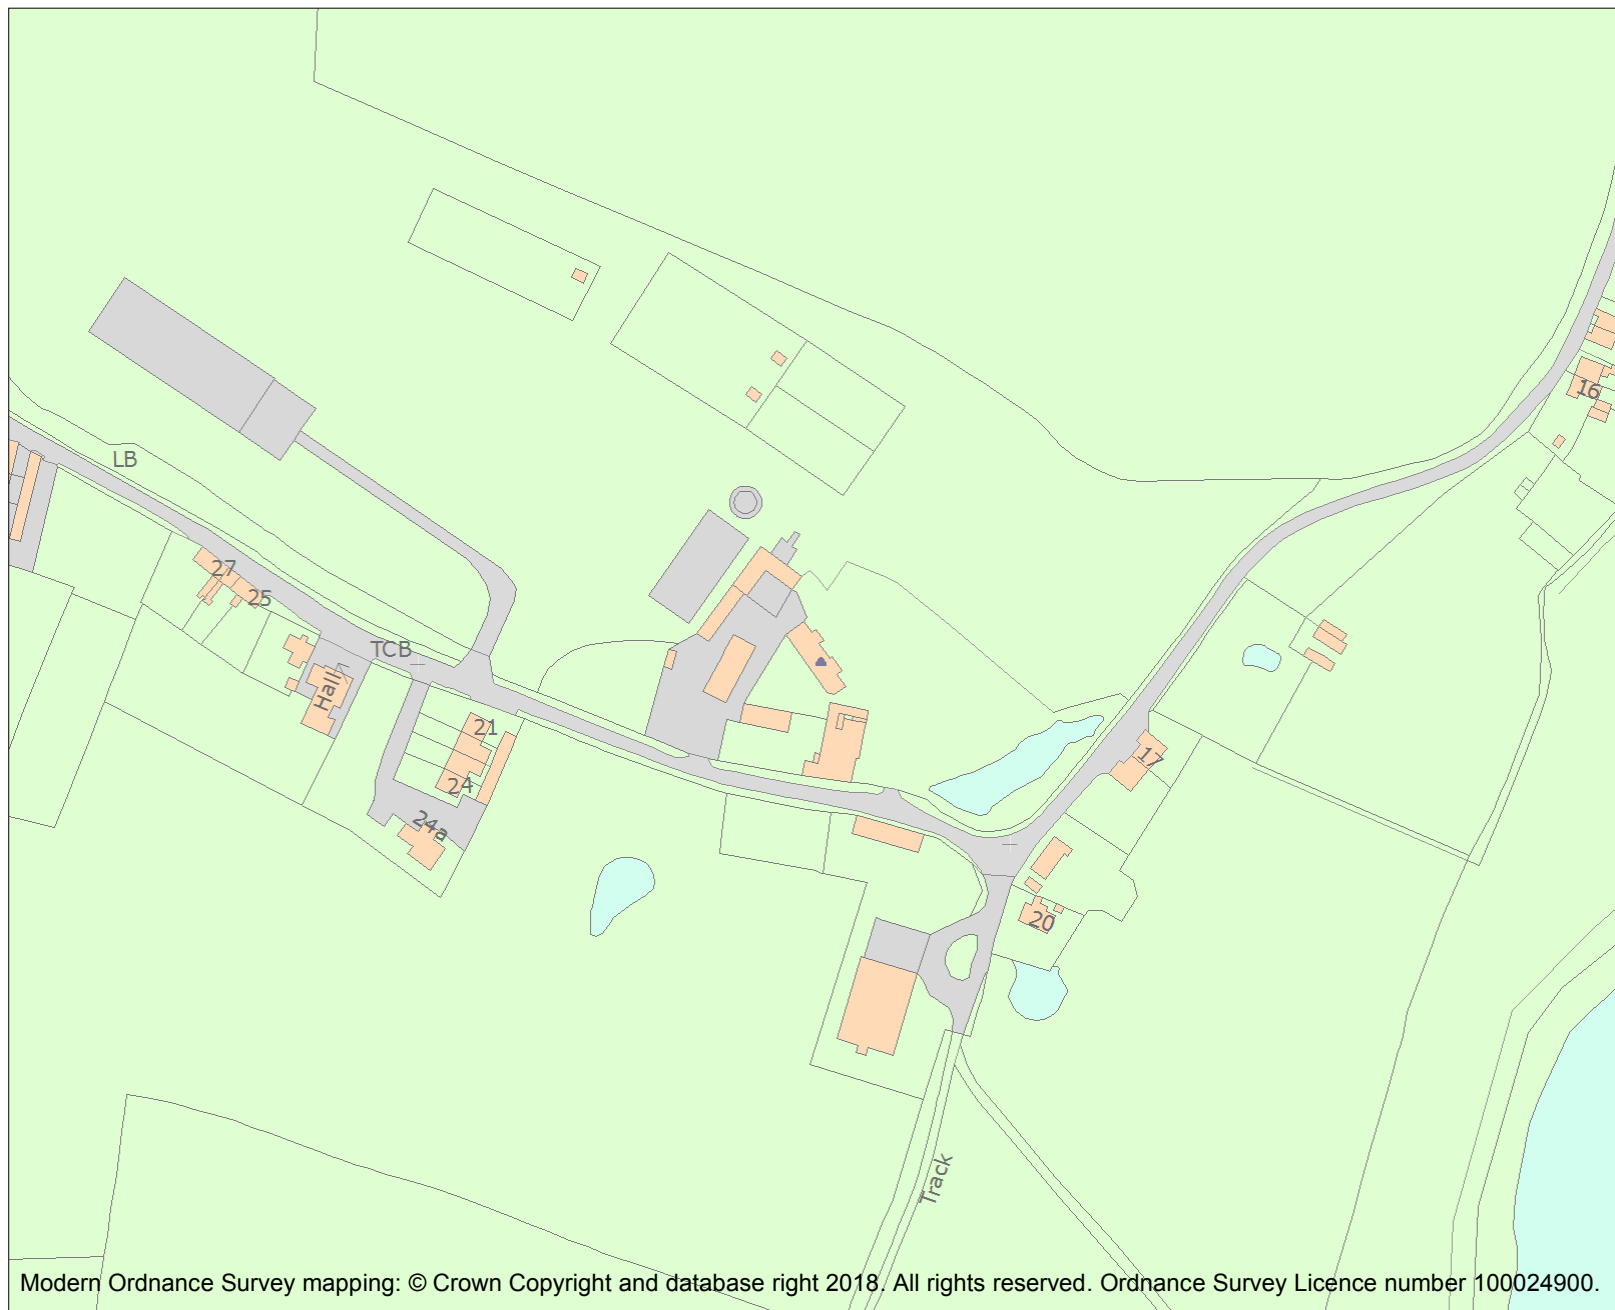 16
LB
27
25
TCB
Hall
21
24
24a
17
20
Track
Modern Ordnance Survey mapping: © Crown Copyright and database right 2018. All rights reserved. Ordnance Survey Licence number 100024900.